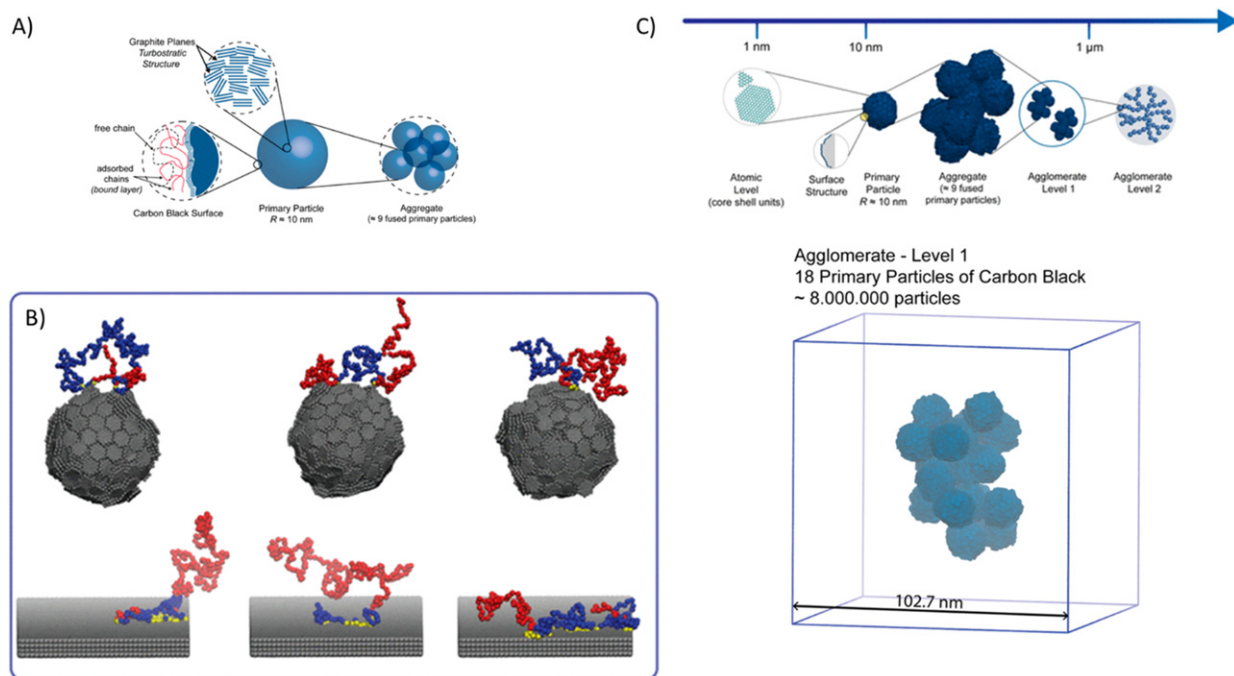 A)
Graphite Planes
Turbostratic
Structure
free chain
adsorbed
chains
(bound layer)
Carbon Black Surface
Primary Particle
R ≈ 10 nm
Aggregate
(≈ 9 fused primary particles)
B)
C)
1 nm
10 nm
1 μm
Atomic
Level
(core shell units)
Surface
Structure
Primary
Particle
R ≈ 10 nm
Aggregate
(≈ 9 fused
primary particles)
Agglomerate
Level 1
Agglomerate
Level 2
Agglomerate - Level 1
18 Primary Particles of Carbon Black
~ 8.000.000 particles
102.7 nm